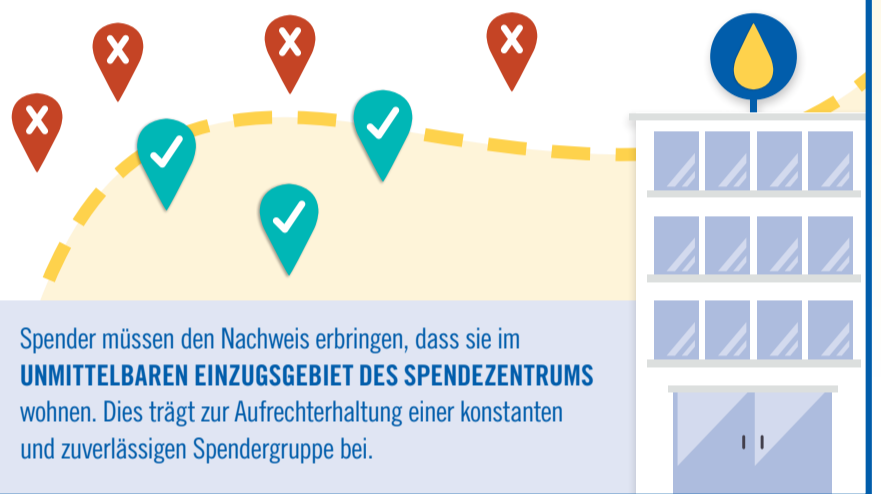 Spender müssen den Nachweis erbringen, dass sie im
UNMITTELBAREN EINZUGSGEBIET DES SPENDEZENTRUMS
wohnen. Dies trägt zur Aufrechterhaltung einer konstanten
und zuverlässigen Spendergruppe bei.